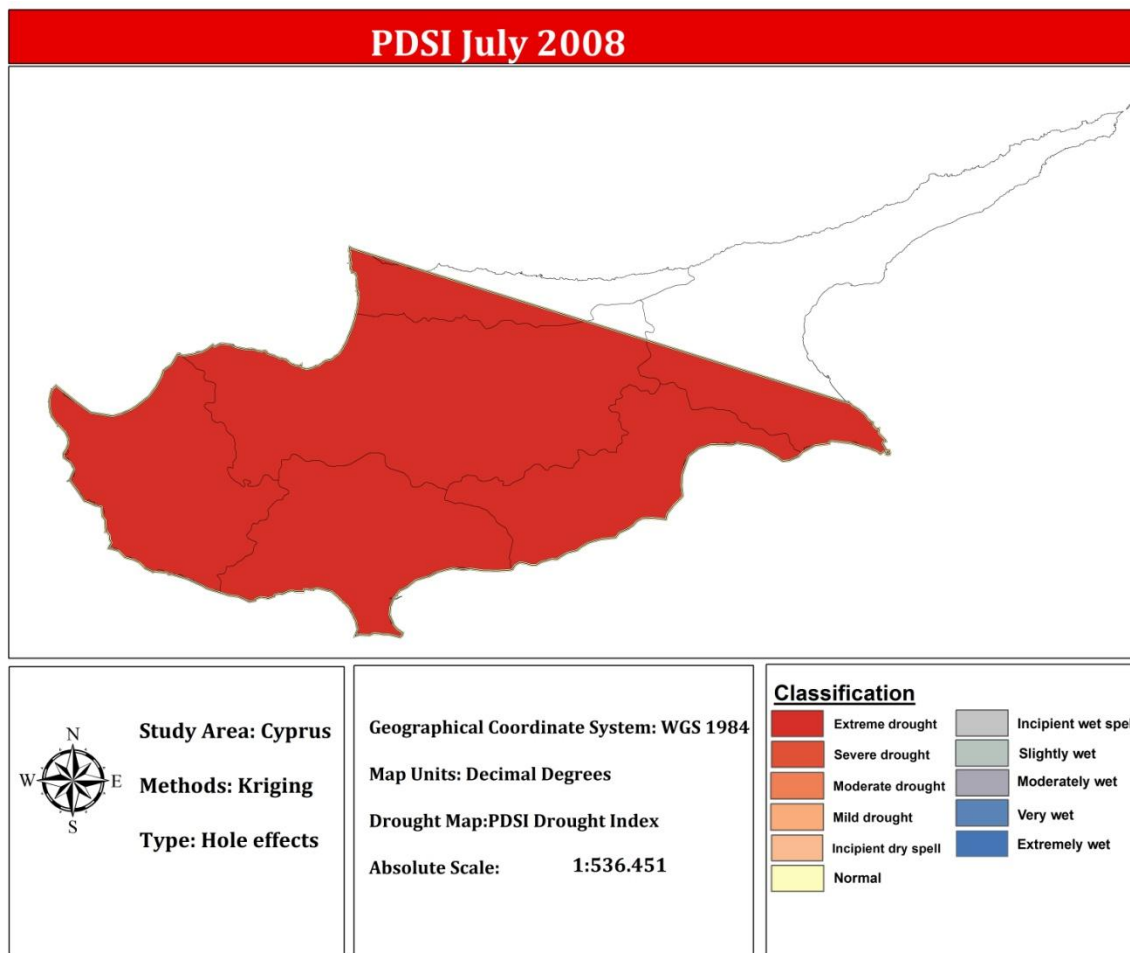 PDSI July 2008
N
W
E
S
Study Area: Cyprus
Methods: Kriging
Type: Hole effects
Geographical Coordinate System: WGS 1984
Map Units: Decimal Degrees
Drought Map:PDSI Drought Index
Absolute Scale: 1:536.451
Classification
Extreme drought
Severe drought
Moderate drought
Mild drought
Incipient dry spell
Normal
Incipient wet spel
Slightly wet
Moderately wet
Very wet
Extremely wet